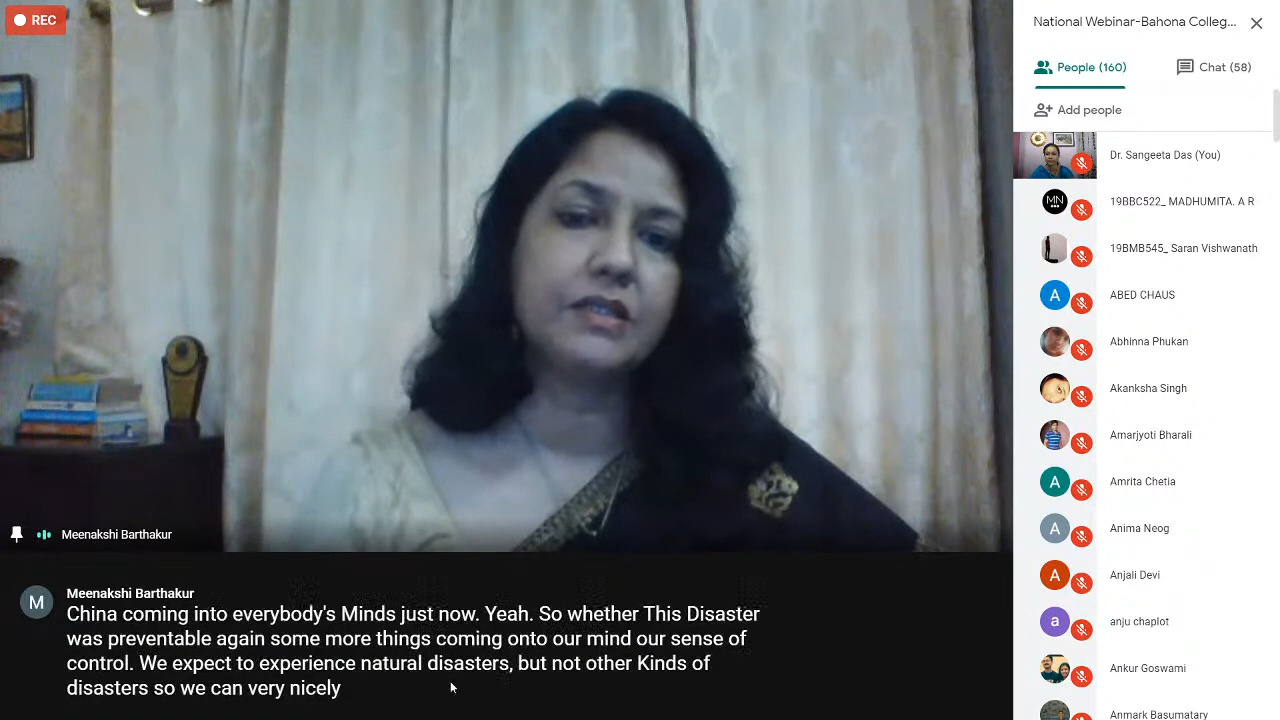 REC
National Webinar-Bahona Colleg...
People (160)
Chat (58)
Add people
Dr. Sangeeta Das (You)
MN
19BBC522_ MADHUMITA. A R
19BMB545_ Saran Vishwanath
A
ABED CHAUS
Abhinna Phukan
Akanksha Singh
Amarjyoti Bharali
A
Amrita Chetia
A
Anima Neog
A
Anjali Devi
a
anju chaplot
Ankur Goswami
Anmark Basumatary
Meenakshi Barthakur
M
Meenakshi Barthakur
China coming into everybody's Minds just now. Yeah. So whether This Disaster
was preventable again some more things coming onto our mind our sense of
control. We expect to experience natural disasters, but not other Kinds of
disasters so we can very nicely